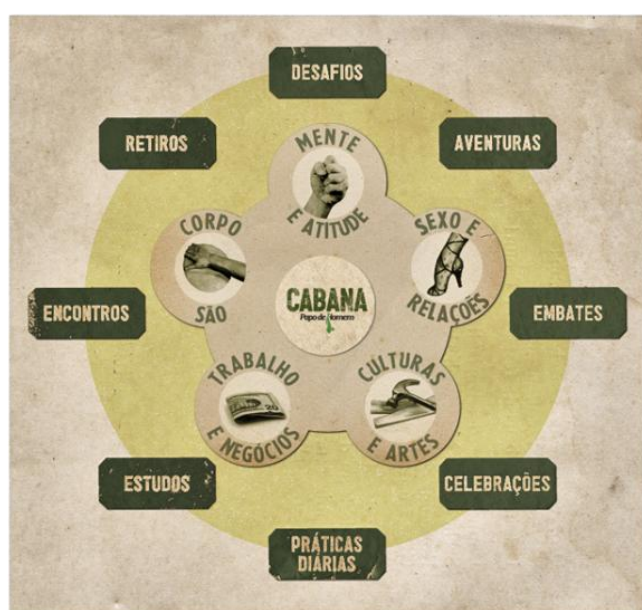 DESAFIOS
RETIROS
AVENTURAS
MENTE
E ATITUDE
CORPO
SÃO
SEXO E
RELAÇÕES
ENCONTROS
CABANA
Papo de Homem
EMBATES
TRABALHO
E NEGÓCIOS
CULTURAS
E ARTES
ESTUDOS
CELEBRAÇÕES
PRÁTICAS
DIÁRIAS
20